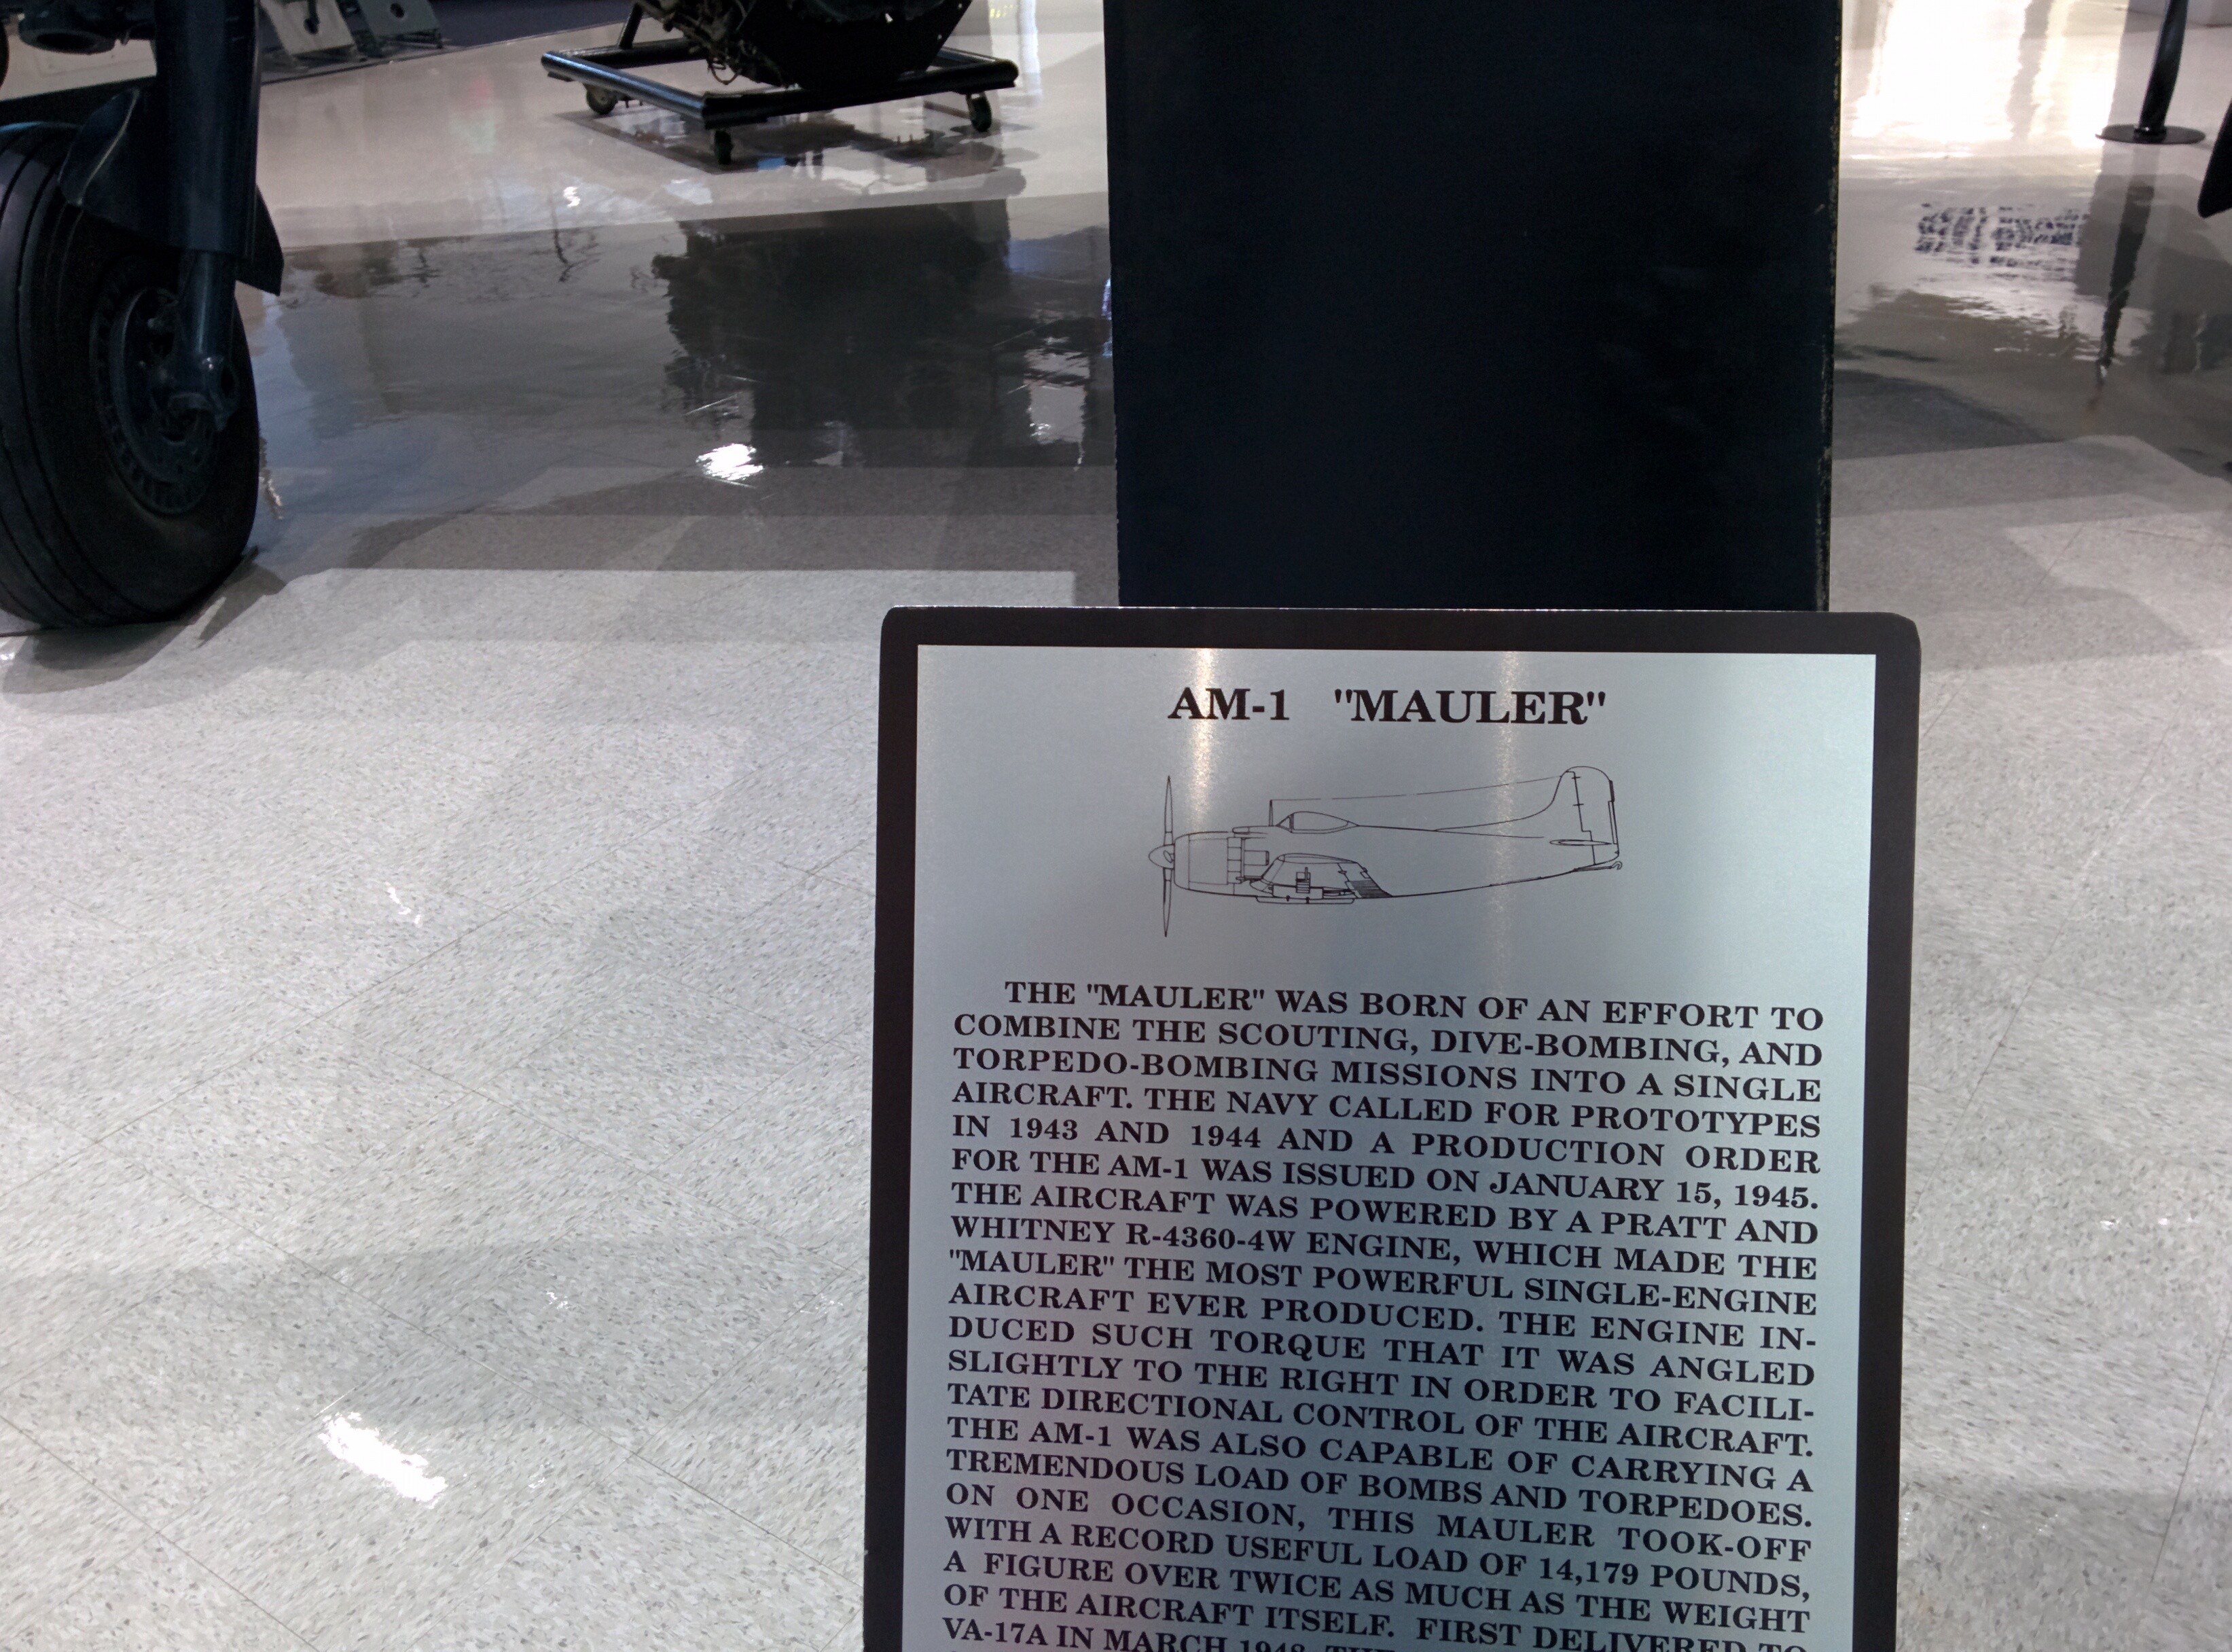 AM-1 "MAULER"
THE "MAULER" WAS BORN OF AN EFFORT TO
COMBINE THE SCOUTING, DIVE-BOMBING, AND
TORPEDO-BOMBING MISSIONS INTO A SINGLE
AIRCRAFT. THE NAVY CALLED FOR PROTOTYPES
IN 1943 AND 1944 AND A PRODUCTION ORDER
FOR THE AM-1 WAS ISSUED ON JANUARY 15, 1945.
THE AIRCRAFT WAS POWERED BY A PRATT AND
WHITNEY R-4360-4W ENGINE, WHICH MADE THE
"MAULER" THE MOST POWERFUL SINGLE-ENGINE
AIRCRAFT EVER PRODUCED. THE ENGINE IN-
DUCED SUCH TORQUE THAT IT WAS ANGLED
SLIGHTLY TO THE RIGHT IN ORDER TO FACILI-
TATE DIRECTIONAL CONTROL OF THE AIRCRAFT.
THE AM-1 WAS ALSO CAPABLE OF CARRYING A
TREMENDOUS LOAD OF BOMBS AND TORPEDOES.
ON ONE OCCASION, THIS MAULER TOOK-OFF
WITH A RECORD USEFUL LOAD OF 14,179 POUNDS,
A FIGURE OVER TWICE AS MUCH AS THE WEIGHT
OF THE AIRCRAFT ITSELF. FIRST DELIVERED TO
VA-17A IN MARCH 1948, THE